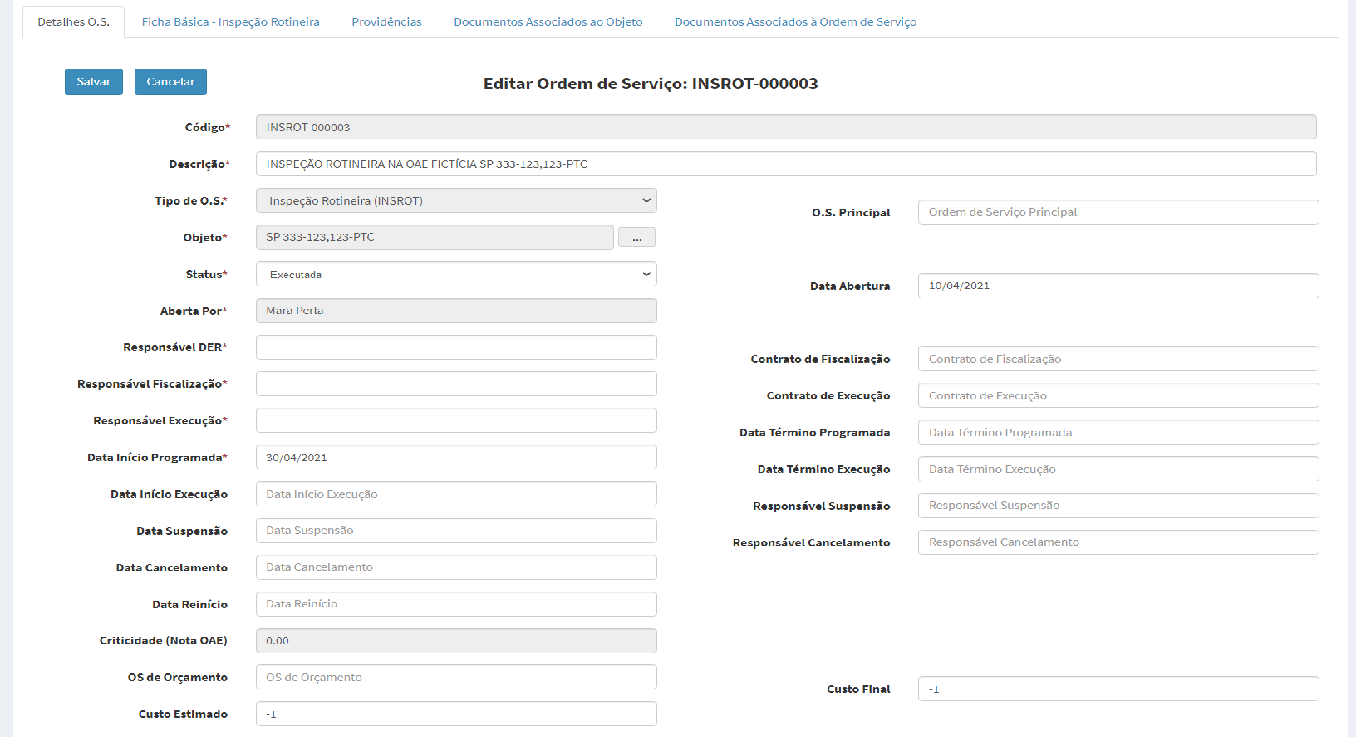 Detalhes O.S. Ficha Básica - Inspeção Rotineira Providências Documentos Associados ao Objeto Documentos Associados à Ordem de Serviço
Salvar Cancelar Editar Ordem de Serviço: INSROT-000003
Código* INSROT-000003
Descrição* INSPEÇÃO ROTINEIRA NA OAE FICTÍCIA SP 333-123,123-PTC
Tipo de O.S.* Inspeção Rotineira (INSROT)
O.S. Principal Ordem de Serviço Principal
Objeto* SP 333-123,123-PTC ...
Status* Executada
Data Abertura 10/04/2021
Aberta Por* Mara Perla
Responsável DER*
Contrato de Fiscalização Contrato de Fiscalização
Responsável Fiscalização*
Contrato de Execução Contrato de Execução
Responsável Execução*
Data Término Programada Data Término Programada
Data Início Programada* 30/04/2021
Data Término Execução Data Término Execução
Data Início Execução Data Início Execução
Responsável Suspensão Responsável Suspensão
Data Suspensão Data Suspensão
Responsável Cancelamento Responsável Cancelamento
Data Cancelamento Data Cancelamento
Data Reinício Data Reinício
Criticidade (Nota OAE) 0.00
OS de Orçamento OS de Orçamento
Custo Final -1
Custo Estimado -1